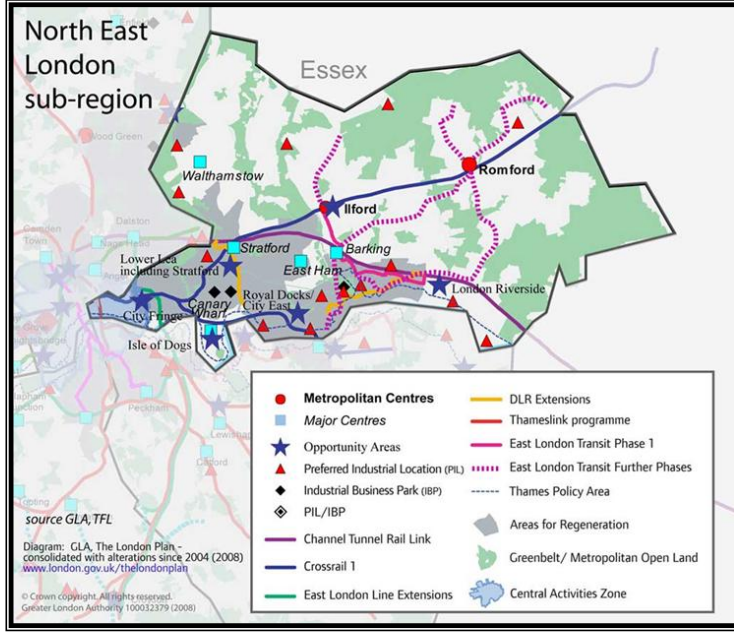 North East
London
sub-region
Essex
Enfield
Wood Green
Walthamstow
Romford
Ilford
Dalston
Camden
Town
Nags Head
Stratford
Barking
Lower Lea
including Stratford
East Ham
Royal Docks/
City East
London Riverside
City Fringe
Canary
Wharf
Isle of Dogs
Peckham
Lewisham
Catford
Tooting
Metropolitan Centres
Major Centres
Opportunity Areas
Preferred Industrial Location (PIL)
Industrial Business Park (IBP)
PIL/IBP
Channel Tunnel Rail Link
Crossrail 1
East London Line Extensions
DLR Extensions
Thameslink programme
East London Transit Phase 1
East London Transit Further Phases
Thames Policy Area
Areas for Regeneration
Greenbelt/ Metropolitan Open Land
Central Activities Zone
source GLA,TFL
Diagram: GLA, The London Plan -
consolidated with alterations since 2004 (2008)
www.london.gov.uk/thelondonplan
© Crown copyright. All rights reserved.
Greater London Authority 100032379 (2008)